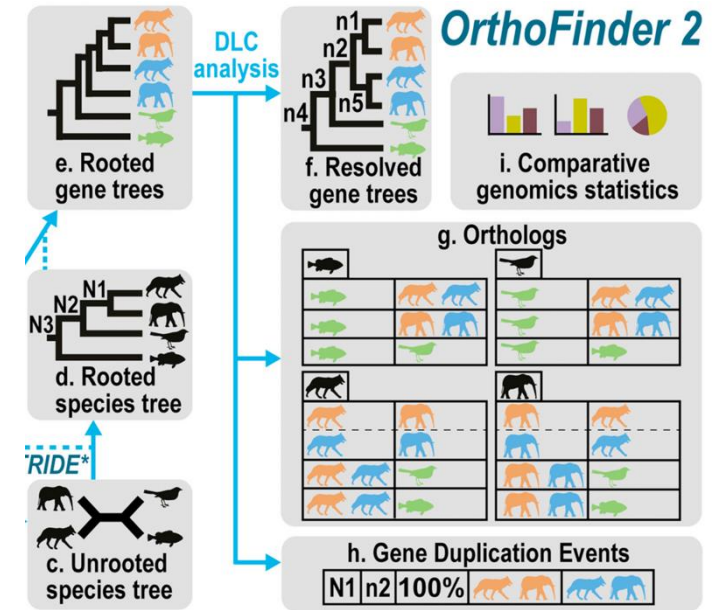 OrthoFinder 2
DLC
analysis
e. Rooted
gene trees
n1
n2
n3
n5
n4
f. Resolved
gene trees
i. Comparative
genomics statistics
g. Orthologs
N1
N2
N3
d. Rooted
species tree
TRIDE*
c. Unrooted
species tree
h. Gene Duplication Events
N1 n2 100%